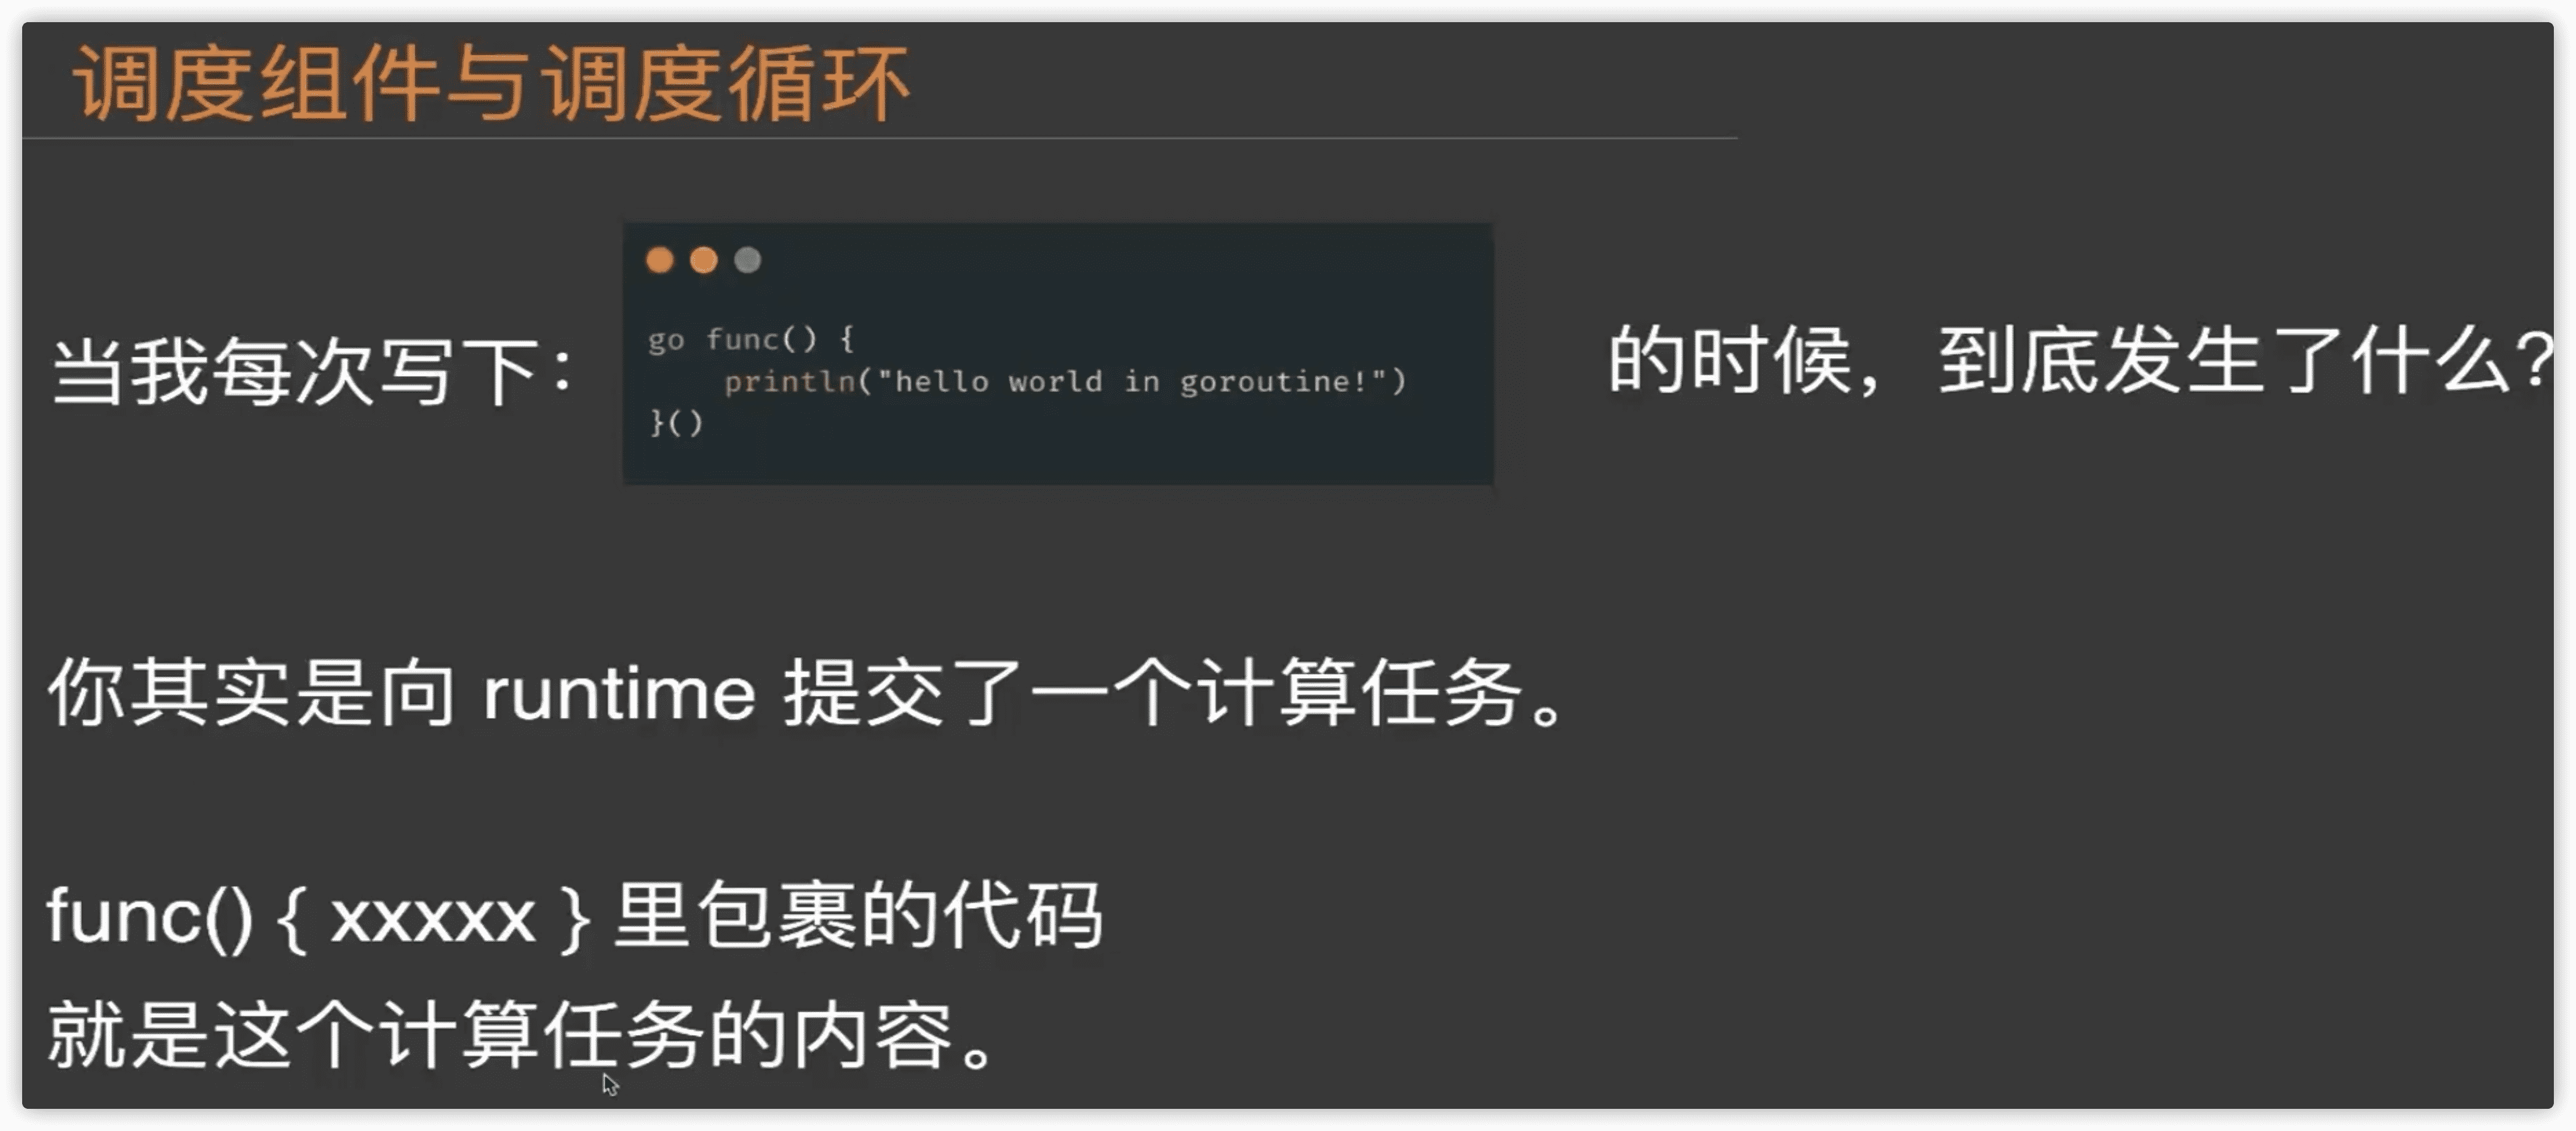 调度组件与调度循环
当我每次写下：
go func() {
    println("hello world in goroutine!")
}()
的时候，到底发生了什么?
你其实是向 runtime 提交了一个计算任务。
func() { xxxxx } 里包裹的代码
就是这个计算任务的内容。